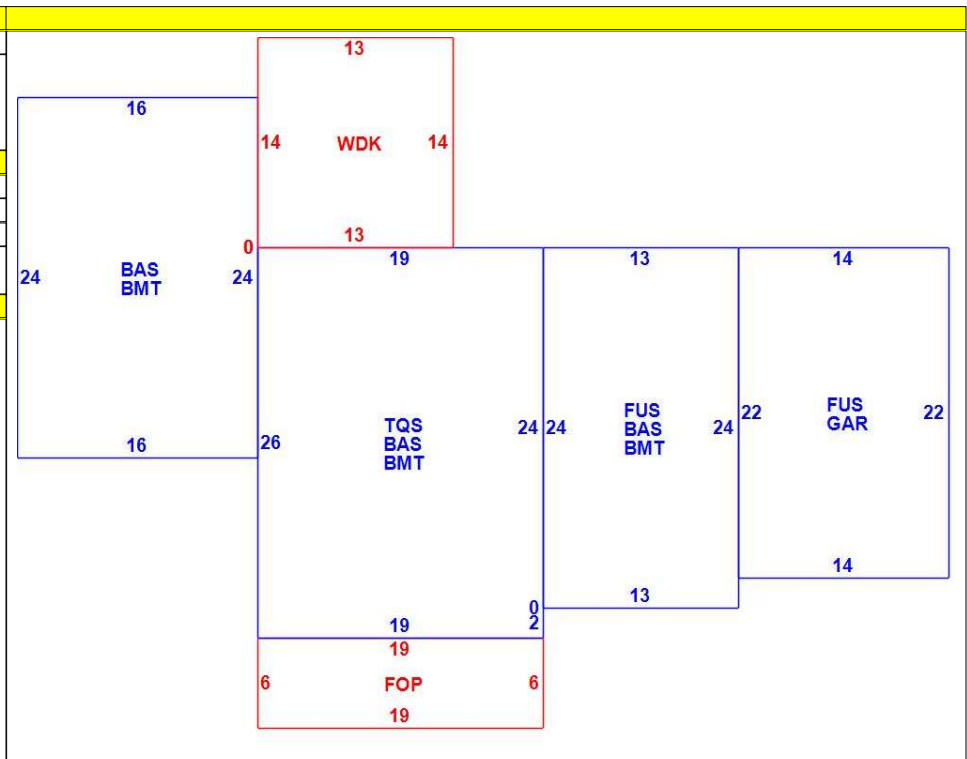 13
16
14 WDK 14
0 13
19 13 14
24 BAS 24
BMT
22 FUS 22
GAR
16 26
TQS 24
BAS
BMT
24 FUS 24
BAS
BMT
14
13
0
19 2
19
6 FOP 6
19